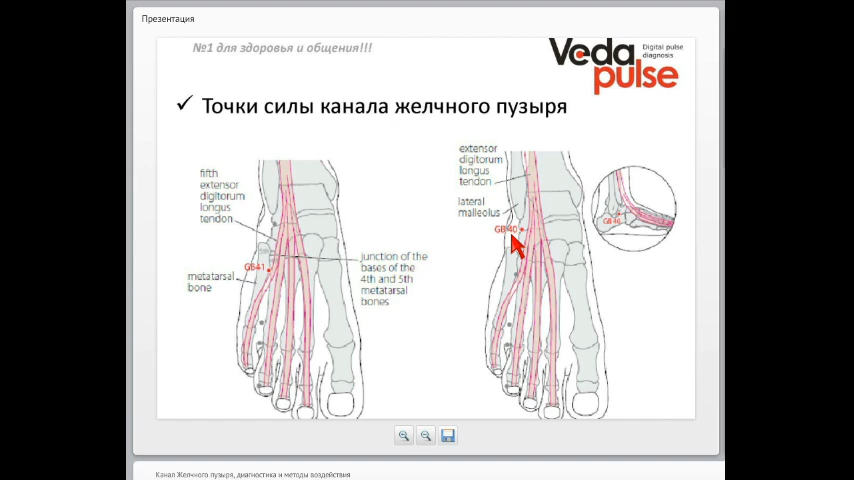 Презентация
№1 для здоровья и общения!!!
Veda
pulse
Digital pulse
diagnosis
✓ Точки силы канала желчного пузыря
fifth
extensor
digitorum
longus
tendon
GB41
metatarsal
bone
junction of the
bases of the
4th and 5th
metatarsal
bones
extensor
digitorum
longus
tendon
lateral
malleolus
GB40
GB40
Канал Желчного пузыря, диагностика и методы воздействия